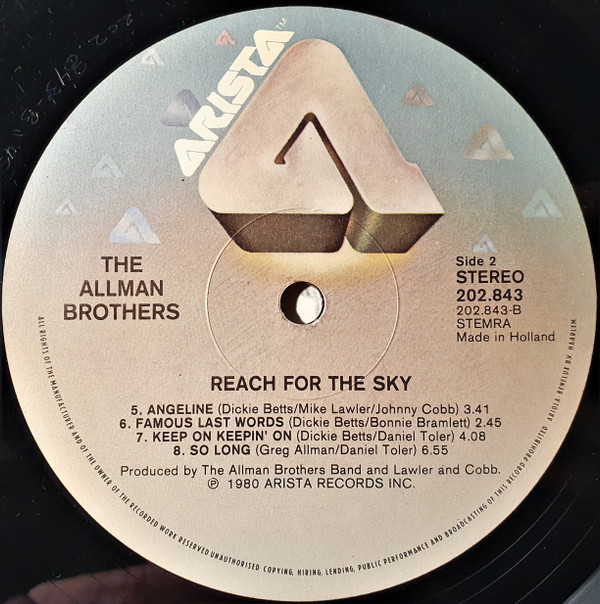 ARISTA™
THE
ALLMAN
BROTHERS
Side 2
STEREO
202.843
202.843-B
STEMRA
Made in Holland
REACH FOR THE SKY
5. ANGELINE (Dickie Betts/Mike Lawler/Johnny Cobb) 3.41
6. FAMOUS LAST WORDS (Dickie Betts/Bonnie Bramlett) 2.45
7. KEEP ON KEEPIN' ON (Dickie Betts/Daniel Toler) 4.08
8. SO LONG (Greg Allman/Daniel Toler) 6.55
Produced by The Allman Brothers Band and Lawler and Cobb.
℗ 1980 ARISTA RECORDS INC.
ALL RIGHTS OF THE MANUFACTURER AND OF THE OWNER OF THE RECORDED WORK RESERVED UNAUTHORISED COPYING, HIRING, LENDING, PUBLIC PERFORMANCE AND BROADCASTING OF THIS RECORD PROHIBITED. ARIOLA BENELUX B.V. HAARLEM.